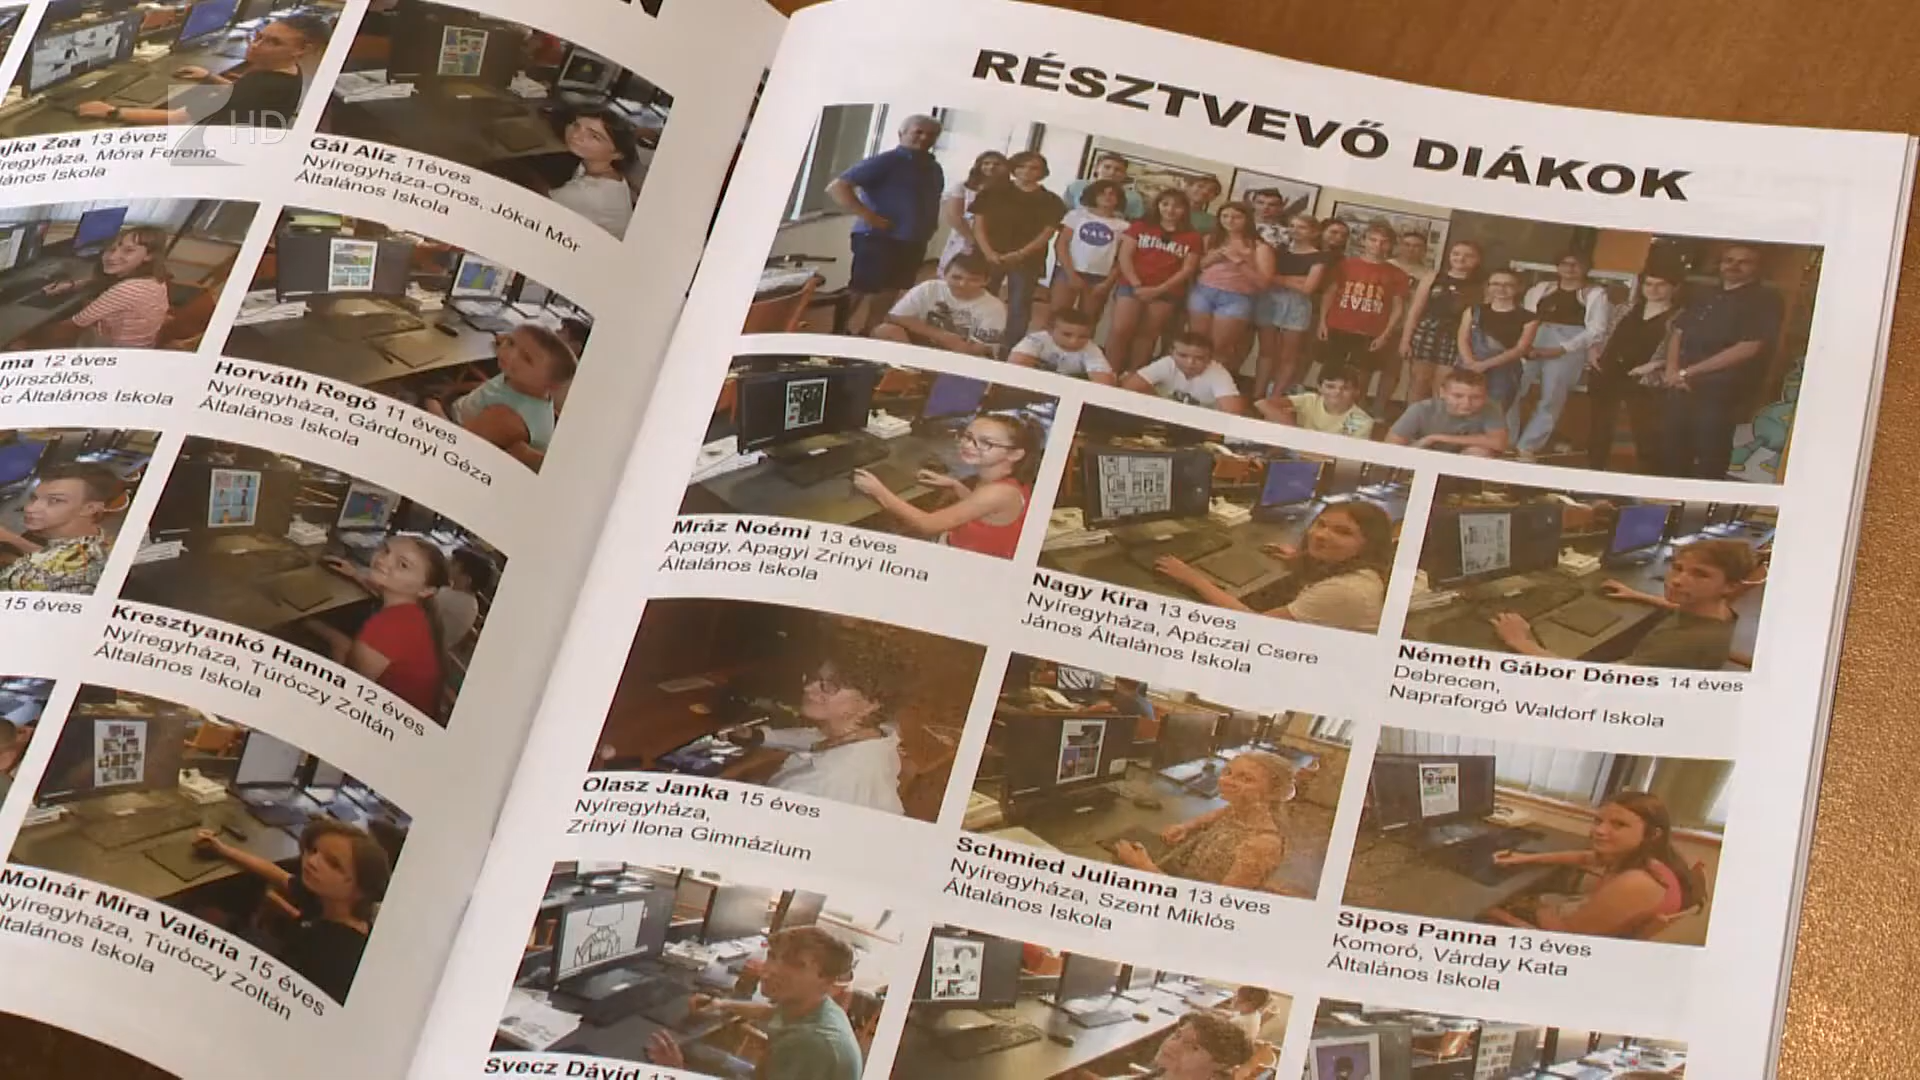 HD
ajka Zea 13 éves
Nyíregyháza, Móra Ferenc
Általános Iskola
Gál Aliz 11éves
Nyíregyháza-Oros, Jókai Mór
Általános Iskola
12 éves
Nyírszőlős,
Általános Iskola
Horváth Regő 11 éves
Nyíregyháza, Gárdonyi Géza
Általános Iskola
15 éves
Kresztyankó Hanna 12 éves
Nyíregyháza, Túróczy Zoltán
Általános Iskola
Molnár Mira Valéria 15 éves
Nyíregyháza, Túróczy Zoltán
Általános Iskola
RÉSZTVEVŐ DIÁKOK
NASA
ORIGINAL
Mráz Noémi 13 éves
Apagy, Apagyi Zrínyi Ilona
Általános Iskola
Nagy Kira 13 éves
Nyíregyháza, Apáczai Csere
János Általános Iskola
Németh Gábor Dénes 14 éves
Debrecen,
Napraforgó Waldorf Iskola
Olasz Janka 15 éves
Nyíregyháza,
Zrínyi Ilona Gimnázium
Schmied Julianna 13 éves
Nyíregyháza, Szent Miklós
Általános Iskola
Sipos Panna 13 éves
Komoró, Várday Kata
Általános Iskola
Svecz Dávid